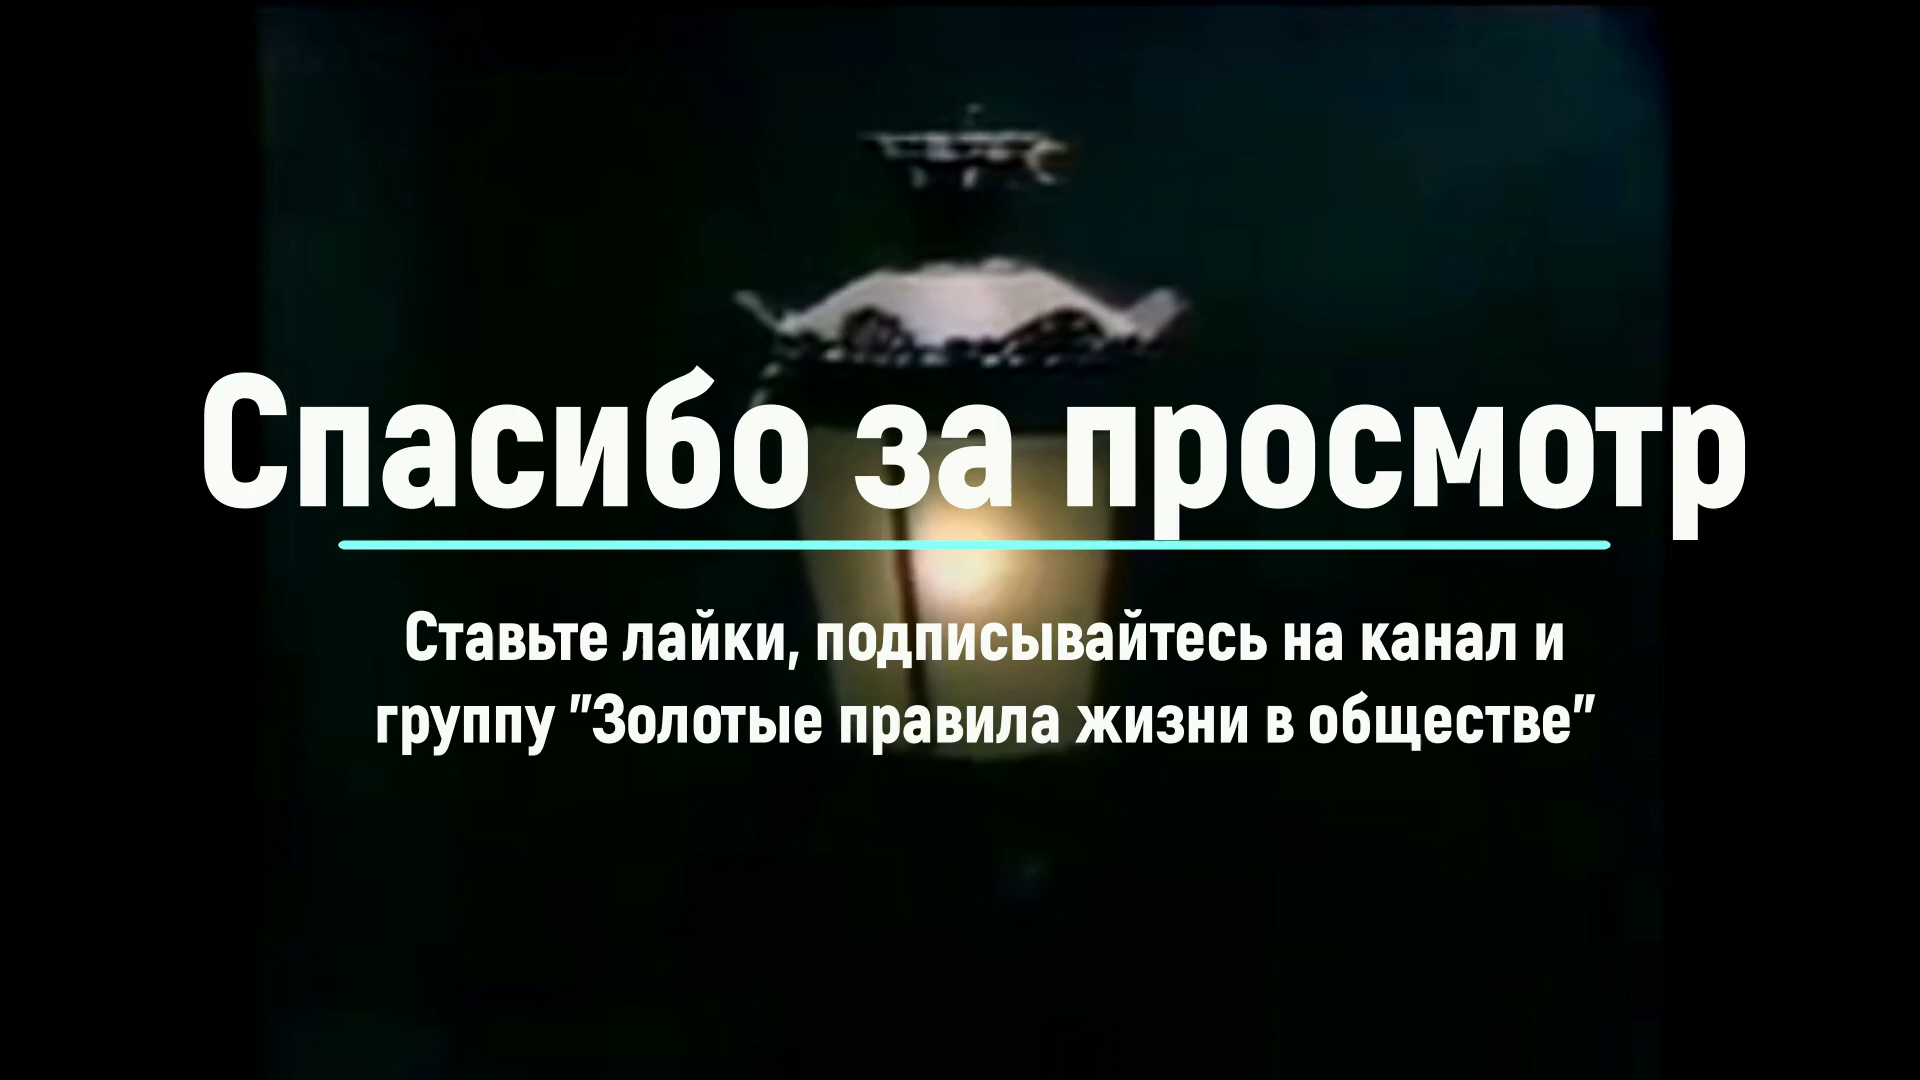 Спасибо за просмотр
Ставьте лайки, подписывайтесь на канал и
группу "Золотые правила жизни в обществе"